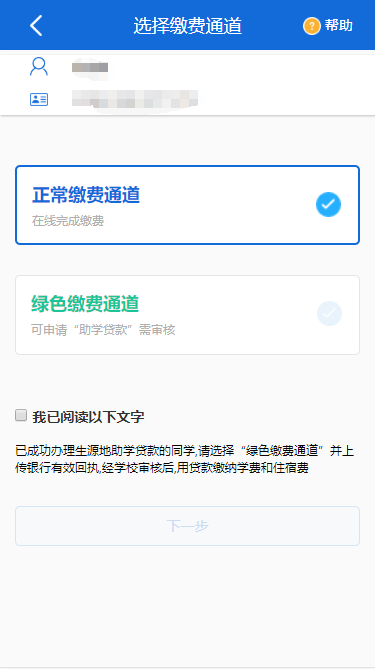 选择缴费通道
帮助
正常缴费通道
在线完成缴费
绿色缴费通道
可申请“助学贷款”需审核
我已阅读以下文字
已成功办理生源地助学贷款的同学,请选择“绿色缴费通道”并上
传银行有效回执,经学校审核后,用贷款缴纳学费和住宿费
下一步